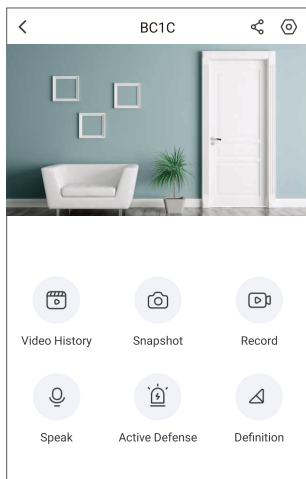 BC1C
Video History Snapshot Record
Speak Active Defense Definition